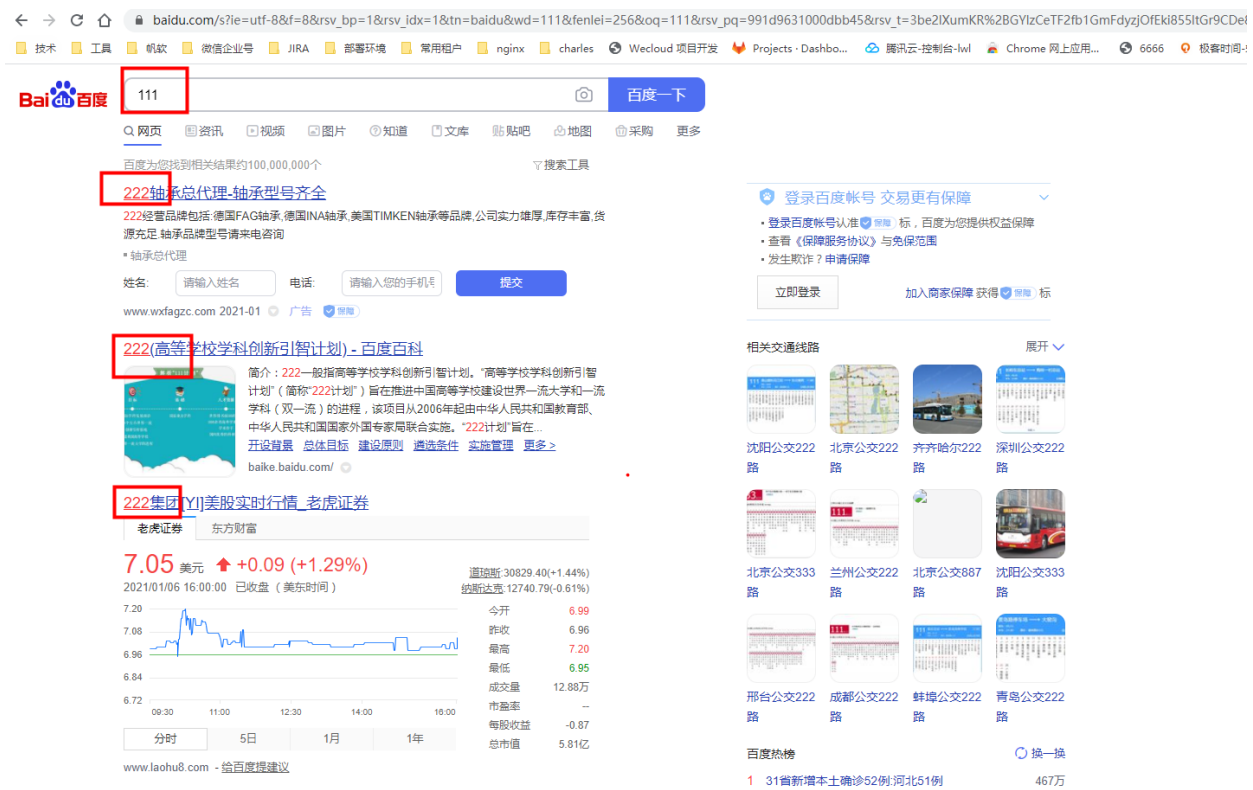 baidu.com/s?ie=utf-8&f=8&rsv_bp=1&rsv_idx=1&tn=baidu&wd=111&fenlei=256&oq=111&rsv_pq=991d9631000dbb45&rsv_t=3be2lXumKR%2BGYlzCeTF2fb1GmFdyzjOfEki855ltGr9CDe
技术 工具 帆软 微信企业号 JIRA 部署环境 常用租户 nginx charles Wecloud 项目开发 Projects · Dashbo... 腾讯云-控制台-lwl Chrome 网上应用... 6666 极客时间-
Bai du 百度 111 百度一下
网页 资讯 视频 图片 知道 文库 贴吧 地图 采购 更多
百度为您找到相关结果约100,000,000个 搜索工具
222轴承总代理-轴承型号齐全
222经营品牌包括:德国FAG轴承,德国INA轴承,美国TIMKEN轴承等品牌,公司实力雄厚,库存丰富,货
源充足 轴承品牌型号请来电咨询
轴承总代理
姓名: 请输入姓名 电话: 请输入您的手机号 提交
www.wxfagzc.com 2021-01 广告 保障
222(高等学校学科创新引智计划) - 百度百科
简介：222一般指高等学校学科创新引智计划。“高等学校学科创新引智
计划”（简称“222计划”）旨在推进中国高等学校建设世界一流大学和一流
学科（双一流）的进程，该项目从2006年起由中华人民共和国教育部、
中华人民共和国国家外国专家局联合实施。“222计划”旨在...
开设背景 总体目标 建设原则 遴选条件 实施管理 更多 >
baike.baidu.com/
222集团[YI]美股实时行情_老虎证券
老虎证券 东方财富
7.05 美元 +0.09 (+1.29%)
2021/01/06 16:00:00 已收盘（美东时间）
道琼斯:30829.40(+1.44%)
纳斯达克:12740.79(-0.61%)
7.20
7.08
6.96
6.84
6.72
09:30 11:00 12:30 14:00 16:00
今开 6.99
昨收 6.96
最高 7.20
最低 6.95
成交量 12.88万
市盈率 --
每股收益 -0.87
总市值 5.81亿
分时 5日 1月 1年
www.laohu8.com - 给百度提建议
登录百度帐号 交易更有保障
登录百度帐号认准 保障 标，百度为您提供权益保障
查看《保障服务协议》与免保范围
发生欺诈？申请保障
立即登录 加入商家保障 获得 保障 标
相关交通线路 展开
沈阳公交222路 北京公交222路 齐齐哈尔222路 深圳公交222路
北京公交333路 兰州公交222路 北京公交887路 沈阳公交333路
邢台公交222路 成都公交222路 蚌埠公交222路 青岛公交222路
百度热榜 换一换
1 31省新增本土确诊52例:河北51例 467万